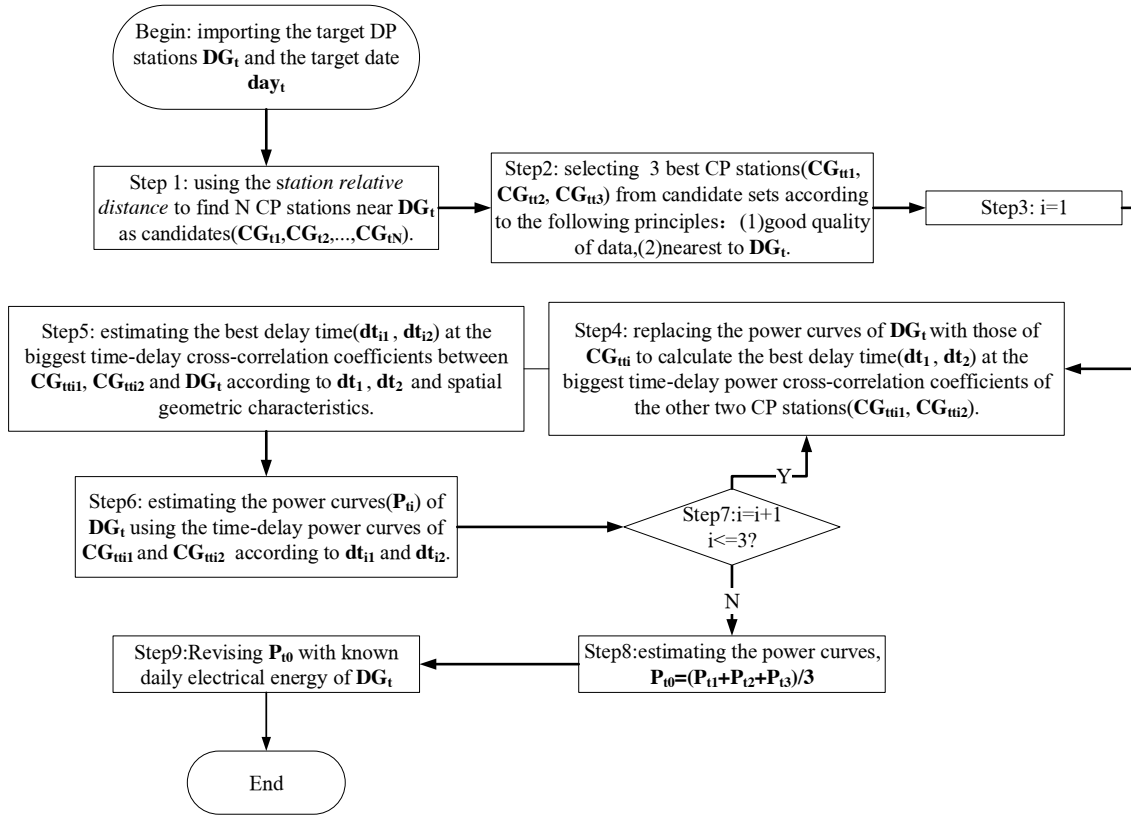 Begin: importing the target DP
stations DGt and the target date
dayt
Step 1: using the station relative
distance to find N CP stations near DGt
as candidates(CGt1,CGt2,...,CGtN).
Step2: selecting 3 best CP stations(CGtt1,
CGtt2, CGtt3) from candidate sets according
to the following principles：(1)good quality
of data,(2)nearest to DGt.
Step3: i=1
Step4: replacing the power curves of DGt with those of
CGtti to calculate the best delay time(dt1 , dt2) at the
biggest time-delay power cross-correlation coefficients of
the other two CP stations(CGtti1, CGtti2).
Step5: estimating the best delay time(dti1 , dti2) at the
biggest time-delay cross-correlation coefficients between
CGtti1, CGtti2 and DGt according to dt1 , dt2 and spatial
geometric characteristics.
Step6: estimating the power curves(Pti) of
DGt using the time-delay power curves of
CGtti1 and CGtti2 according to dti1 and dti2.
Y
Step7:i=i+1
i<=3?
N
Step8:estimating the power curves,
Pt0=(Pt1+Pt2+Pt3)/3
Step9:Revising Pt0 with known
daily electrical energy of DGt
End